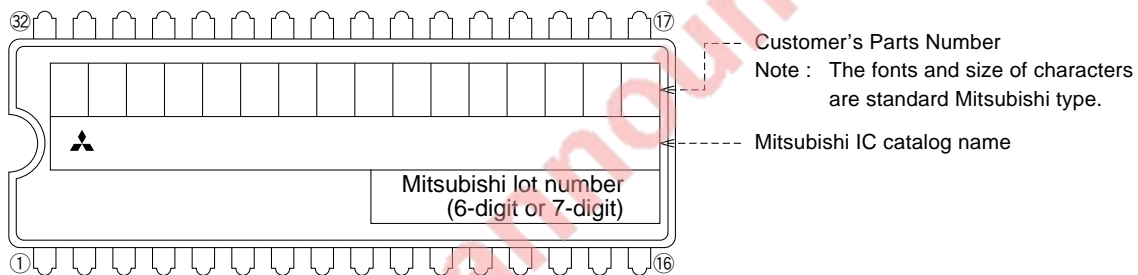 32 17
Customer's Parts Number
Note : The fonts and size of characters
are standard Mitsubishi type.
Mitsubishi IC catalog name
Mitsubishi lot number
(6-digit or 7-digit)
1 16